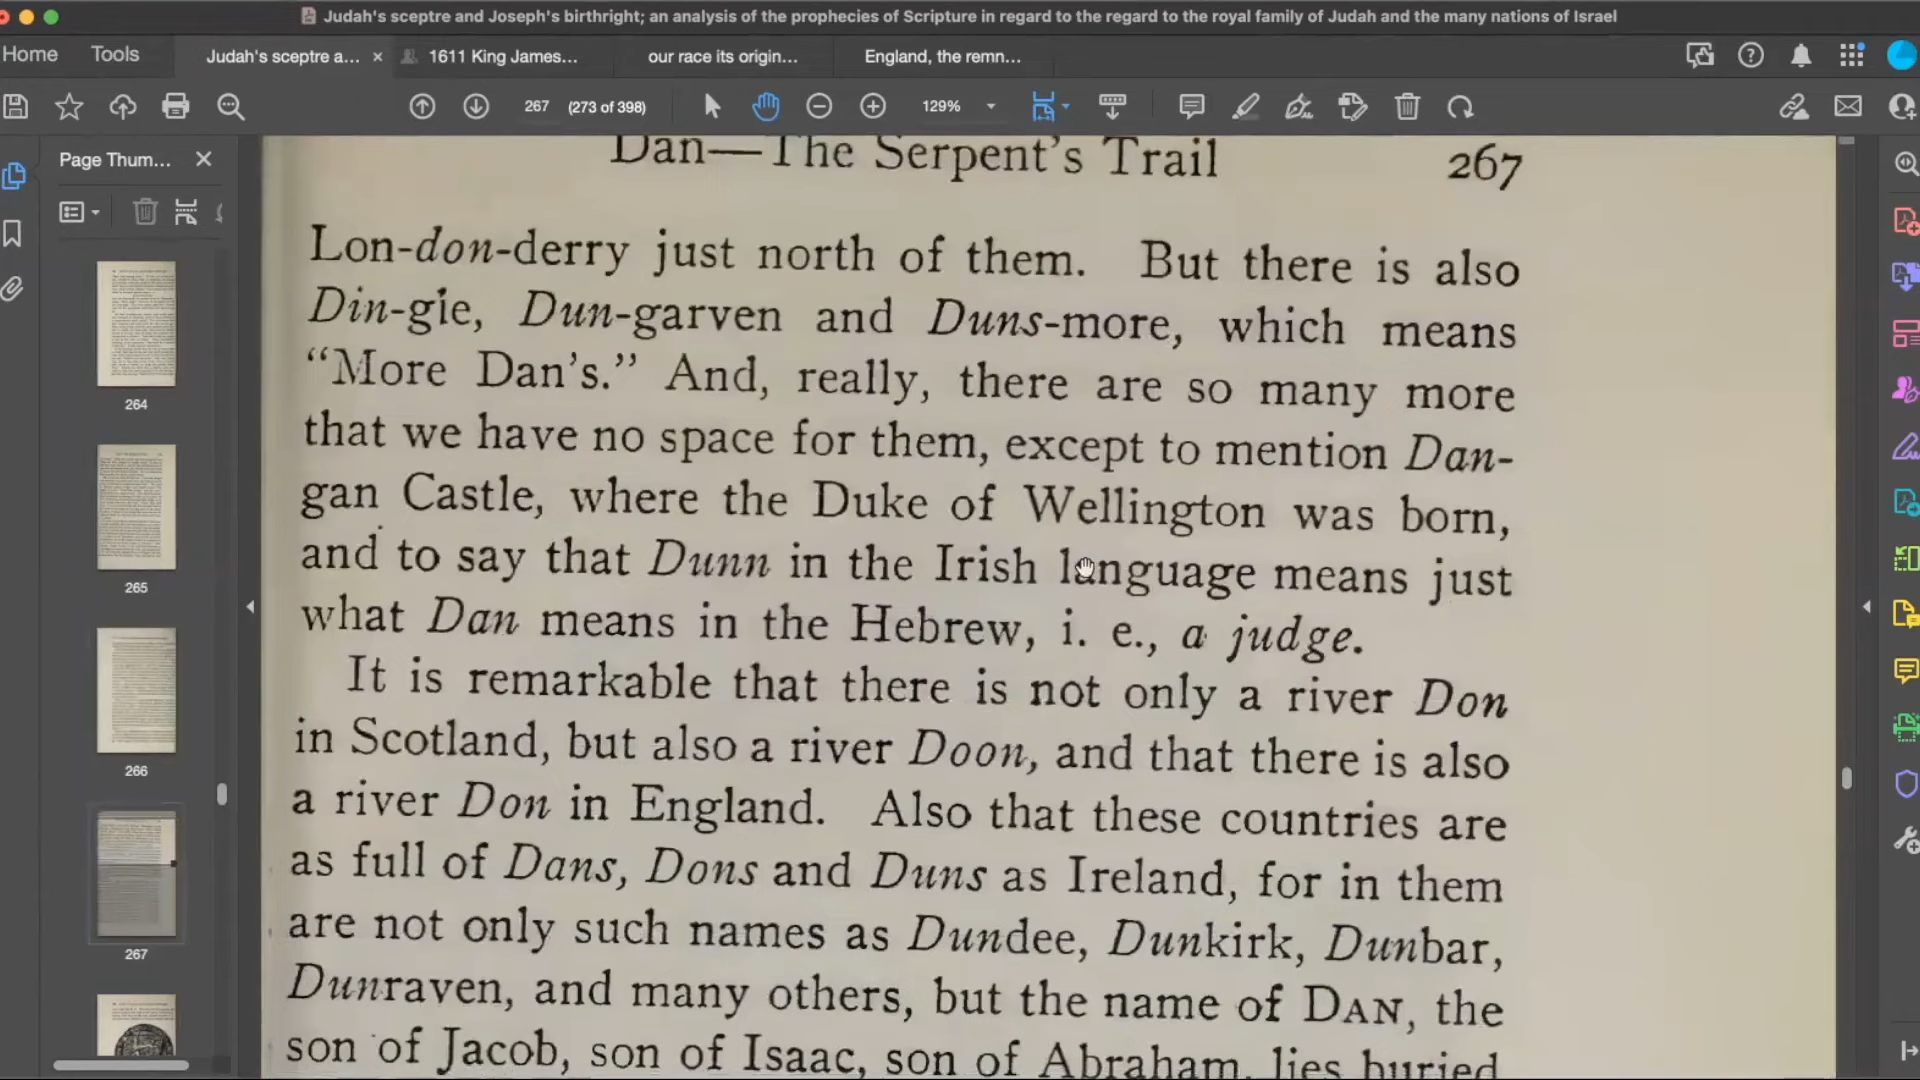 Judah's sceptre and Joseph's birthright; an analysis of the prophecies of Scripture in regard to the regard to the royal family of Judah and the many nations of Israel
Home
Tools
Judah's sceptre a...
1611 King James...
our race its origin...
England, the remn...
267
(273 of 398)
129%
Page Thum...
264
265
266
267
Dan—The Serpent's Trail 267
Lon-don-derry just north of them. But there is also
Din-gle, Dun-garven and Duns-more, which means
“More Dan's.” And, really, there are so many more
that we have no space for them, except to mention Dan-
gan Castle, where the Duke of Wellington was born,
and to say that Dunn in the Irish language means just
what Dan means in the Hebrew, i. e., a judge.
It is remarkable that there is not only a river Don
in Scotland, but also a river Doon, and that there is also
a river Don in England. Also that these countries are
as full of Dans, Dons and Duns as Ireland, for in them
are not only such names as Dundee, Dunkirk, Dunbar,
Dunraven, and many others, but the name of DAN, the
son of Jacob, son of Isaac, son of Abraham, lies buried